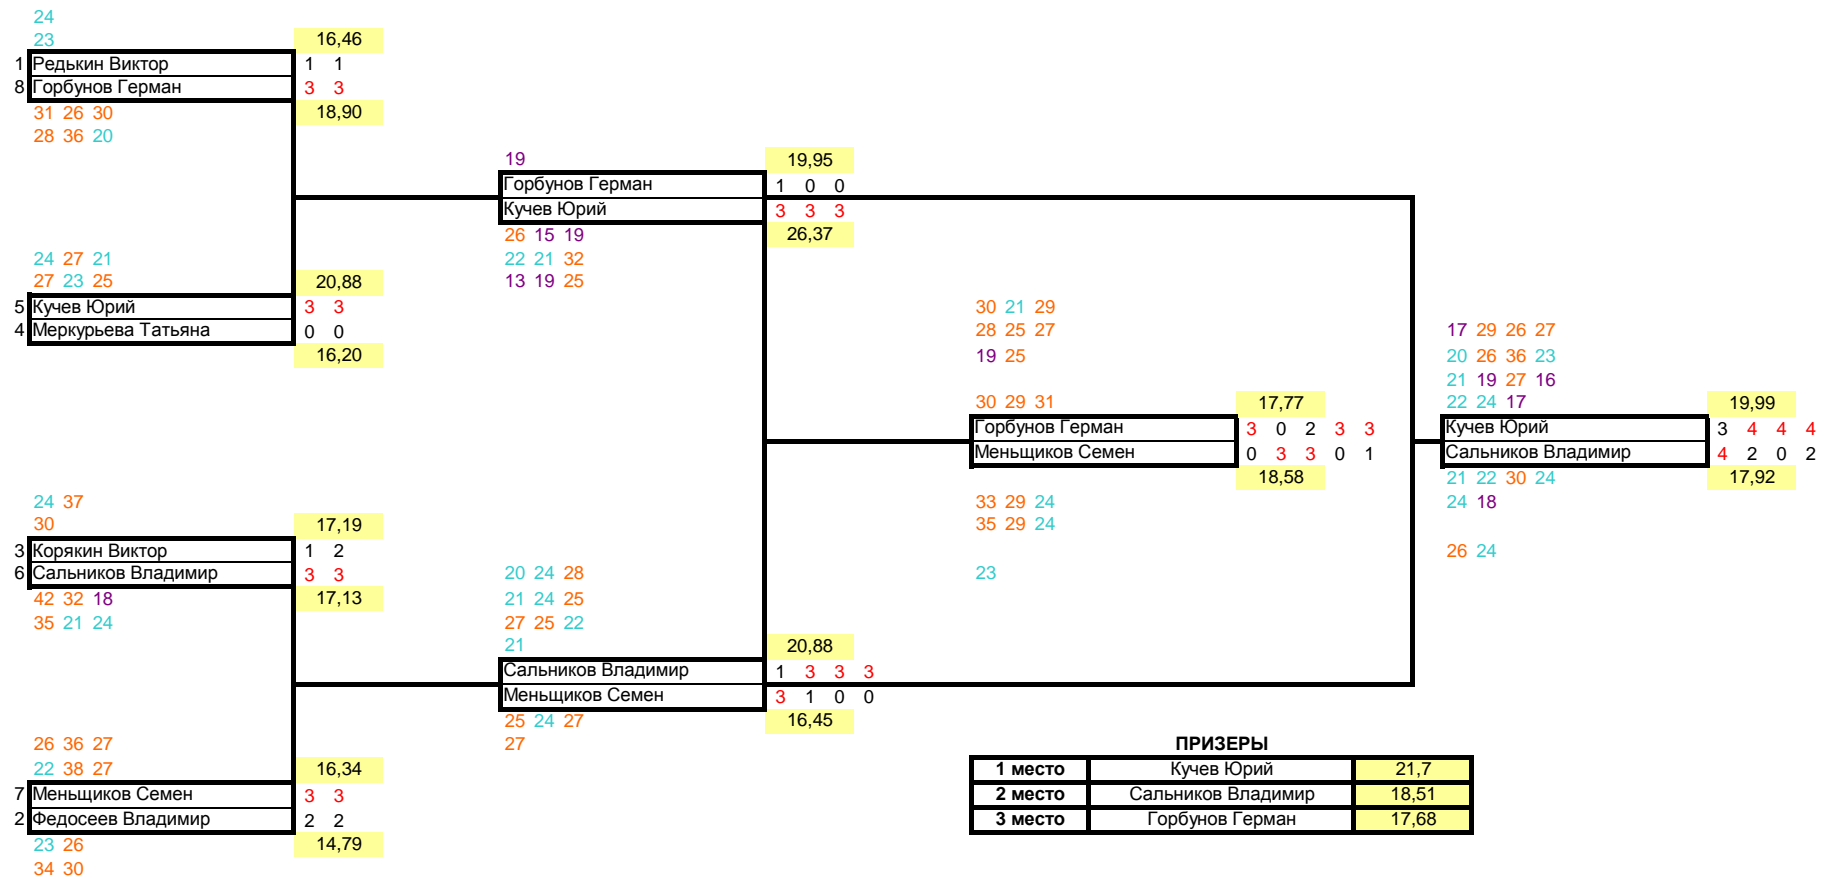 24
23
16,46
1 Редькин Виктор 1 1
8 Горбунов Герман 3 3
31 26 30
18,90
28 36 20
24 27 21
27 23 25
20,88
5 Кучев Юрий 3 3
4 Меркурьева Татьяна 0 0
16,20
24 37
30
17,19
3 Корякин Виктор 1 2
6 Сальников Владимир 3 3
42 32 18
17,13
35 21 24
26 36 27
22 38 27
16,34
7 Меньщиков Семен 3 3
2 Федосеев Владимир 2 2
23 26
14,79
34 30
19
19,95
Горбунов Герман 1 0 0
Кучев Юрий 3 3 3
26 15 19
26,37
22 21 32
13 19 25
20 24 28
21 24 25
27 25 22
21
20,88
Сальников Владимир 1 3 3 3
Меньщиков Семен 3 1 0 0
25 24 27
16,45
27
30 21 29
28 25 27
19 25
30 29 31
17,77
Горбунов Герман 3 0 2 3 3
Меньщиков Семен 0 3 3 0 1
18,58
33 29 24
35 29 24
23
17 29 26 27
20 26 36 23
21 19 27 16
22 24 17
19,99
Кучев Юрий 3 4 4 4
Сальников Владимир 4 2 0 2
21 22 30 24
17,92
24 18
26 24
ПРИЗЕРЫ
1 место Кучев Юрий 21,7
2 место Сальников Владимир 18,51
3 место Горбунов Герман 17,68